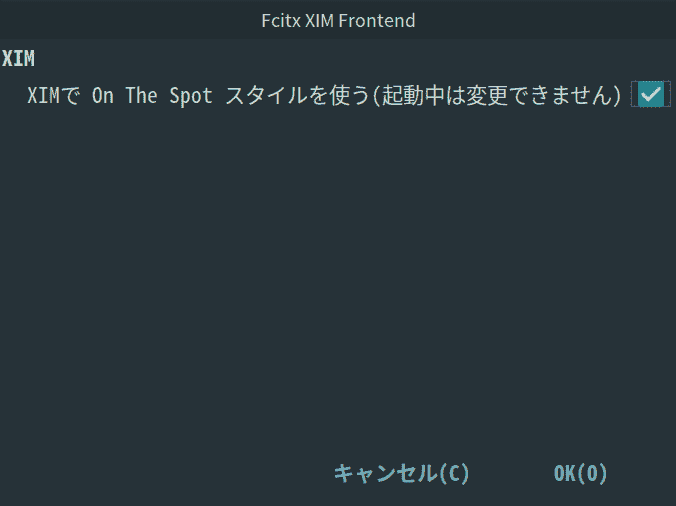 Fcitx XIM Frontend
XIM
XIMで On The Spot スタイルを使う(起動中は変更できません)
キャンセル(C) OK(O)